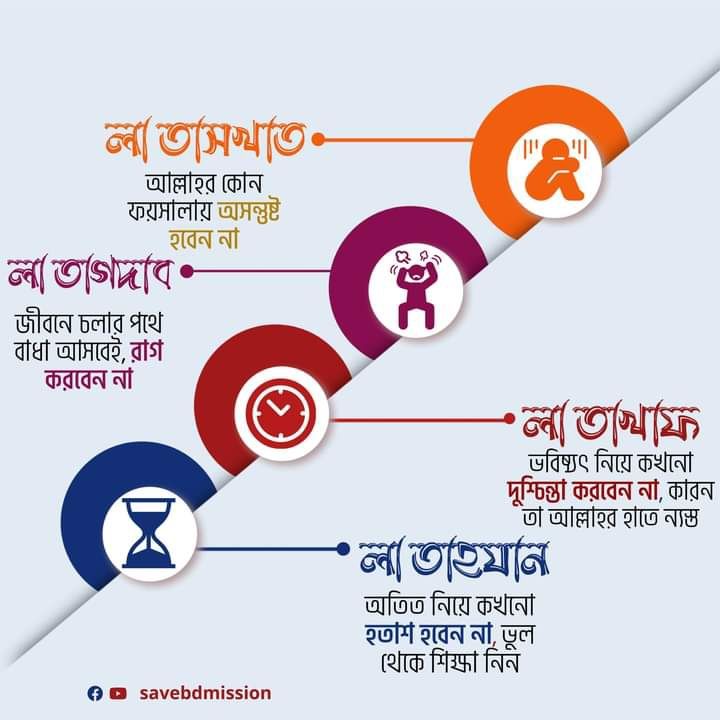 লা তাসখাত
আল্লাহর কোন
ফয়সালায় অসন্তুষ্ট
হবেন না
লা তাগদাব
জীবনে চলার পথে
বাধা আসবেই, রাগ
করবেন না
লা তাখাফ
ভবিষ্যৎ নিয়ে কখনো
দুশ্চিন্তা করবেন না, কারন
তা আল্লাহর হাতে ন্যস্ত
লা তাহযান
অতিত নিয়ে কখনো
হতাশ হবেন না, ভুল
থেকে শিক্ষা নিন
savebdmission